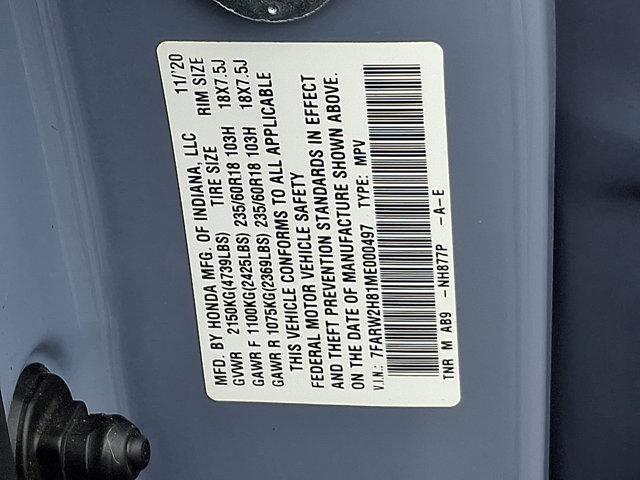 MFD. BY HONDA MFG. OF INDIANA, LLC 11/'20
GVWR 2150KG(4739LBS) TIRE SIZE RIM SIZE
GAWR F 1100KG(2425LBS) 235/60R18 103H 18X7.5J
GAWR R 1075KG(2369LBS) 235/60R18 103H 18X7.5J
THIS VEHICLE CONFORMS TO ALL APPLICABLE
FEDERAL MOTOR VEHICLE SAFETY
AND THEFT PREVENTION STANDARDS IN EFFECT
ON THE DATE OF MANUFACTURE SHOWN ABOVE.
V.I.N.: 7FARW2H81ME000497 TYPE: MPV
TNR M AB9 -NH877P -A-E